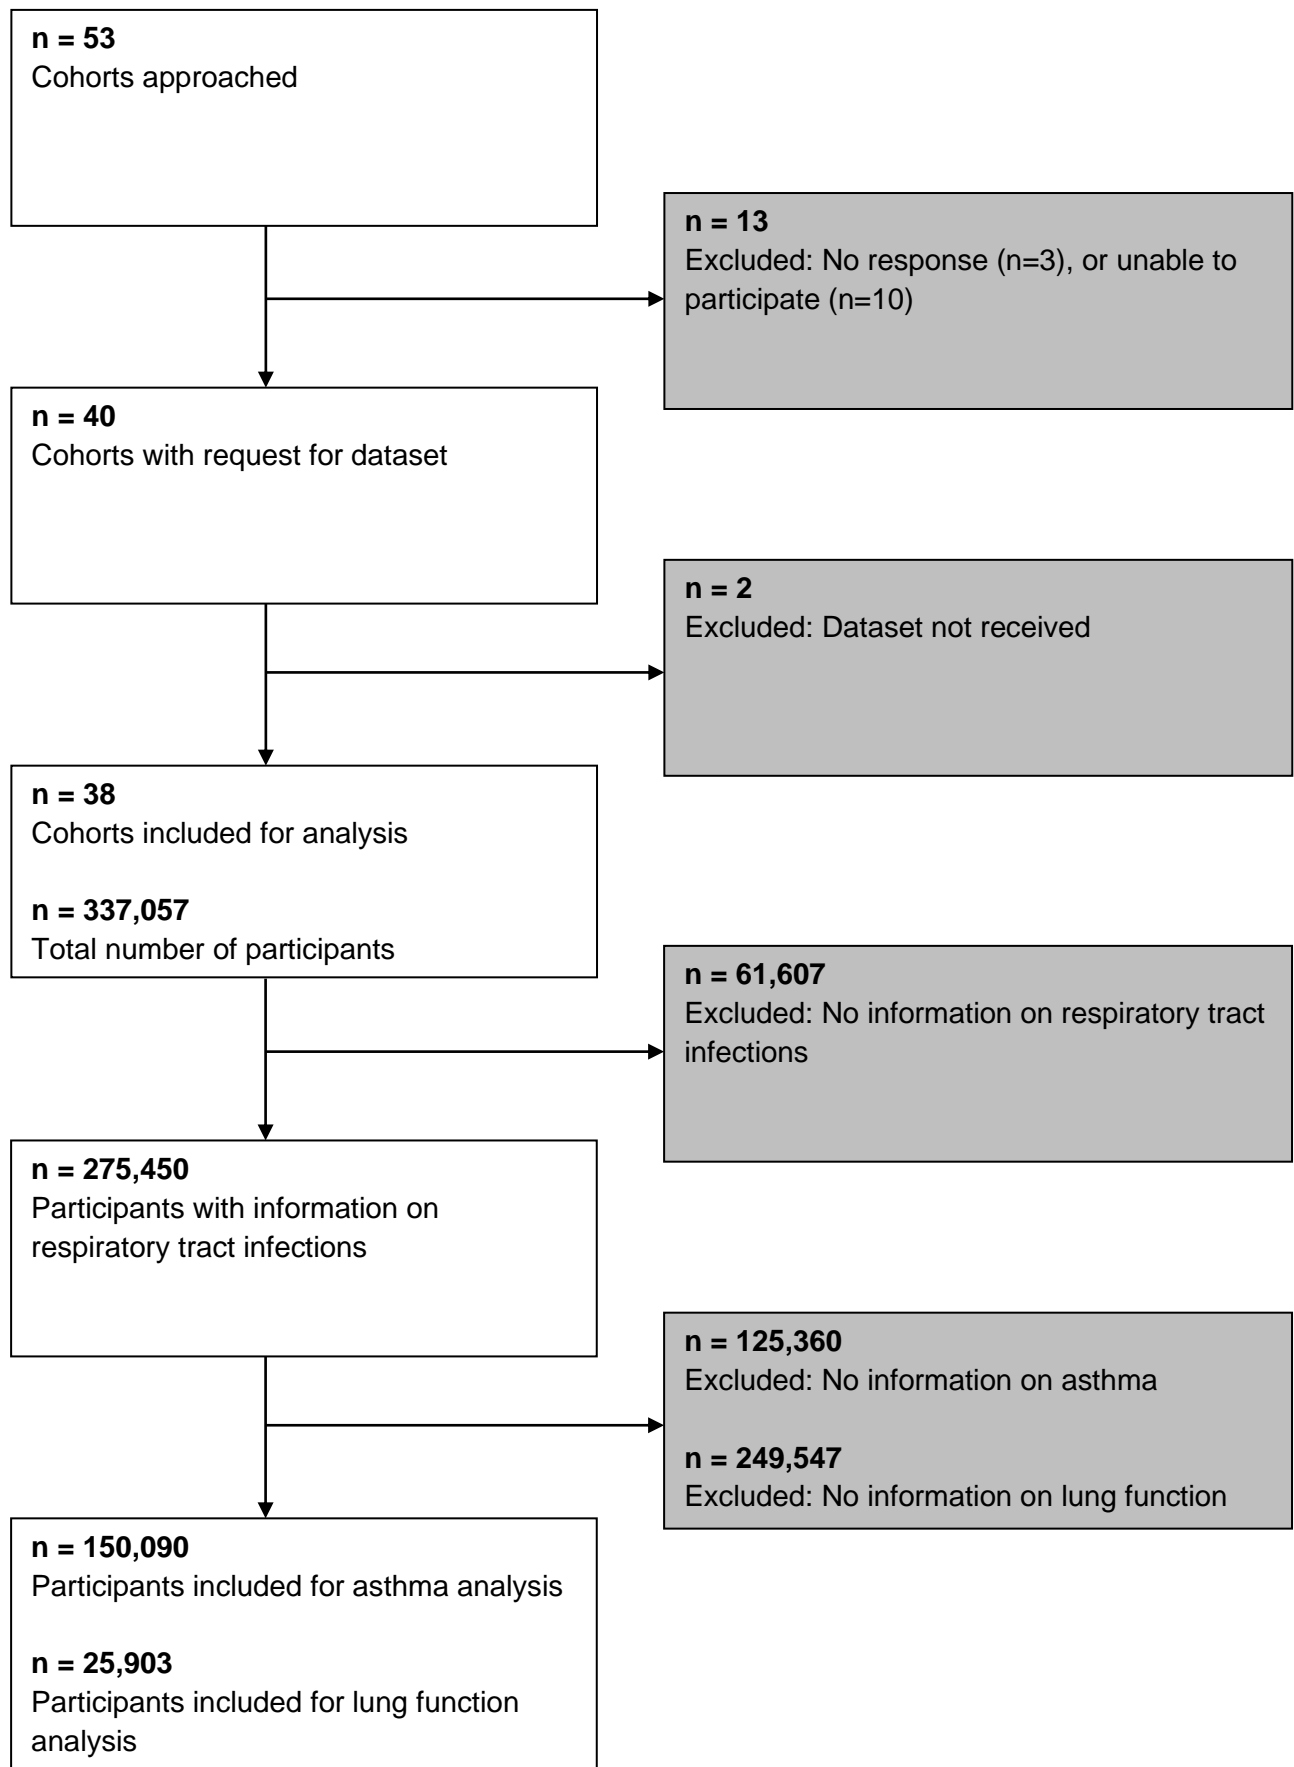 n = 53
Cohorts approached
n = 13
Excluded: No response (n=3), or unable to
participate (n=10)
n = 40
Cohorts with request for dataset
n = 2
Excluded: Dataset not received
n = 38
Cohorts included for analysis
n = 337,057
Total number of participants
n = 61,607
Excluded: No information on respiratory tract
infections
n = 275,450
Participants with information on
respiratory tract infections
n = 125,360
Excluded: No information on asthma
n = 249,547
Excluded: No information on lung function
n = 150,090
Participants included for asthma analysis
n = 25,903
Participants included for lung function
analysis